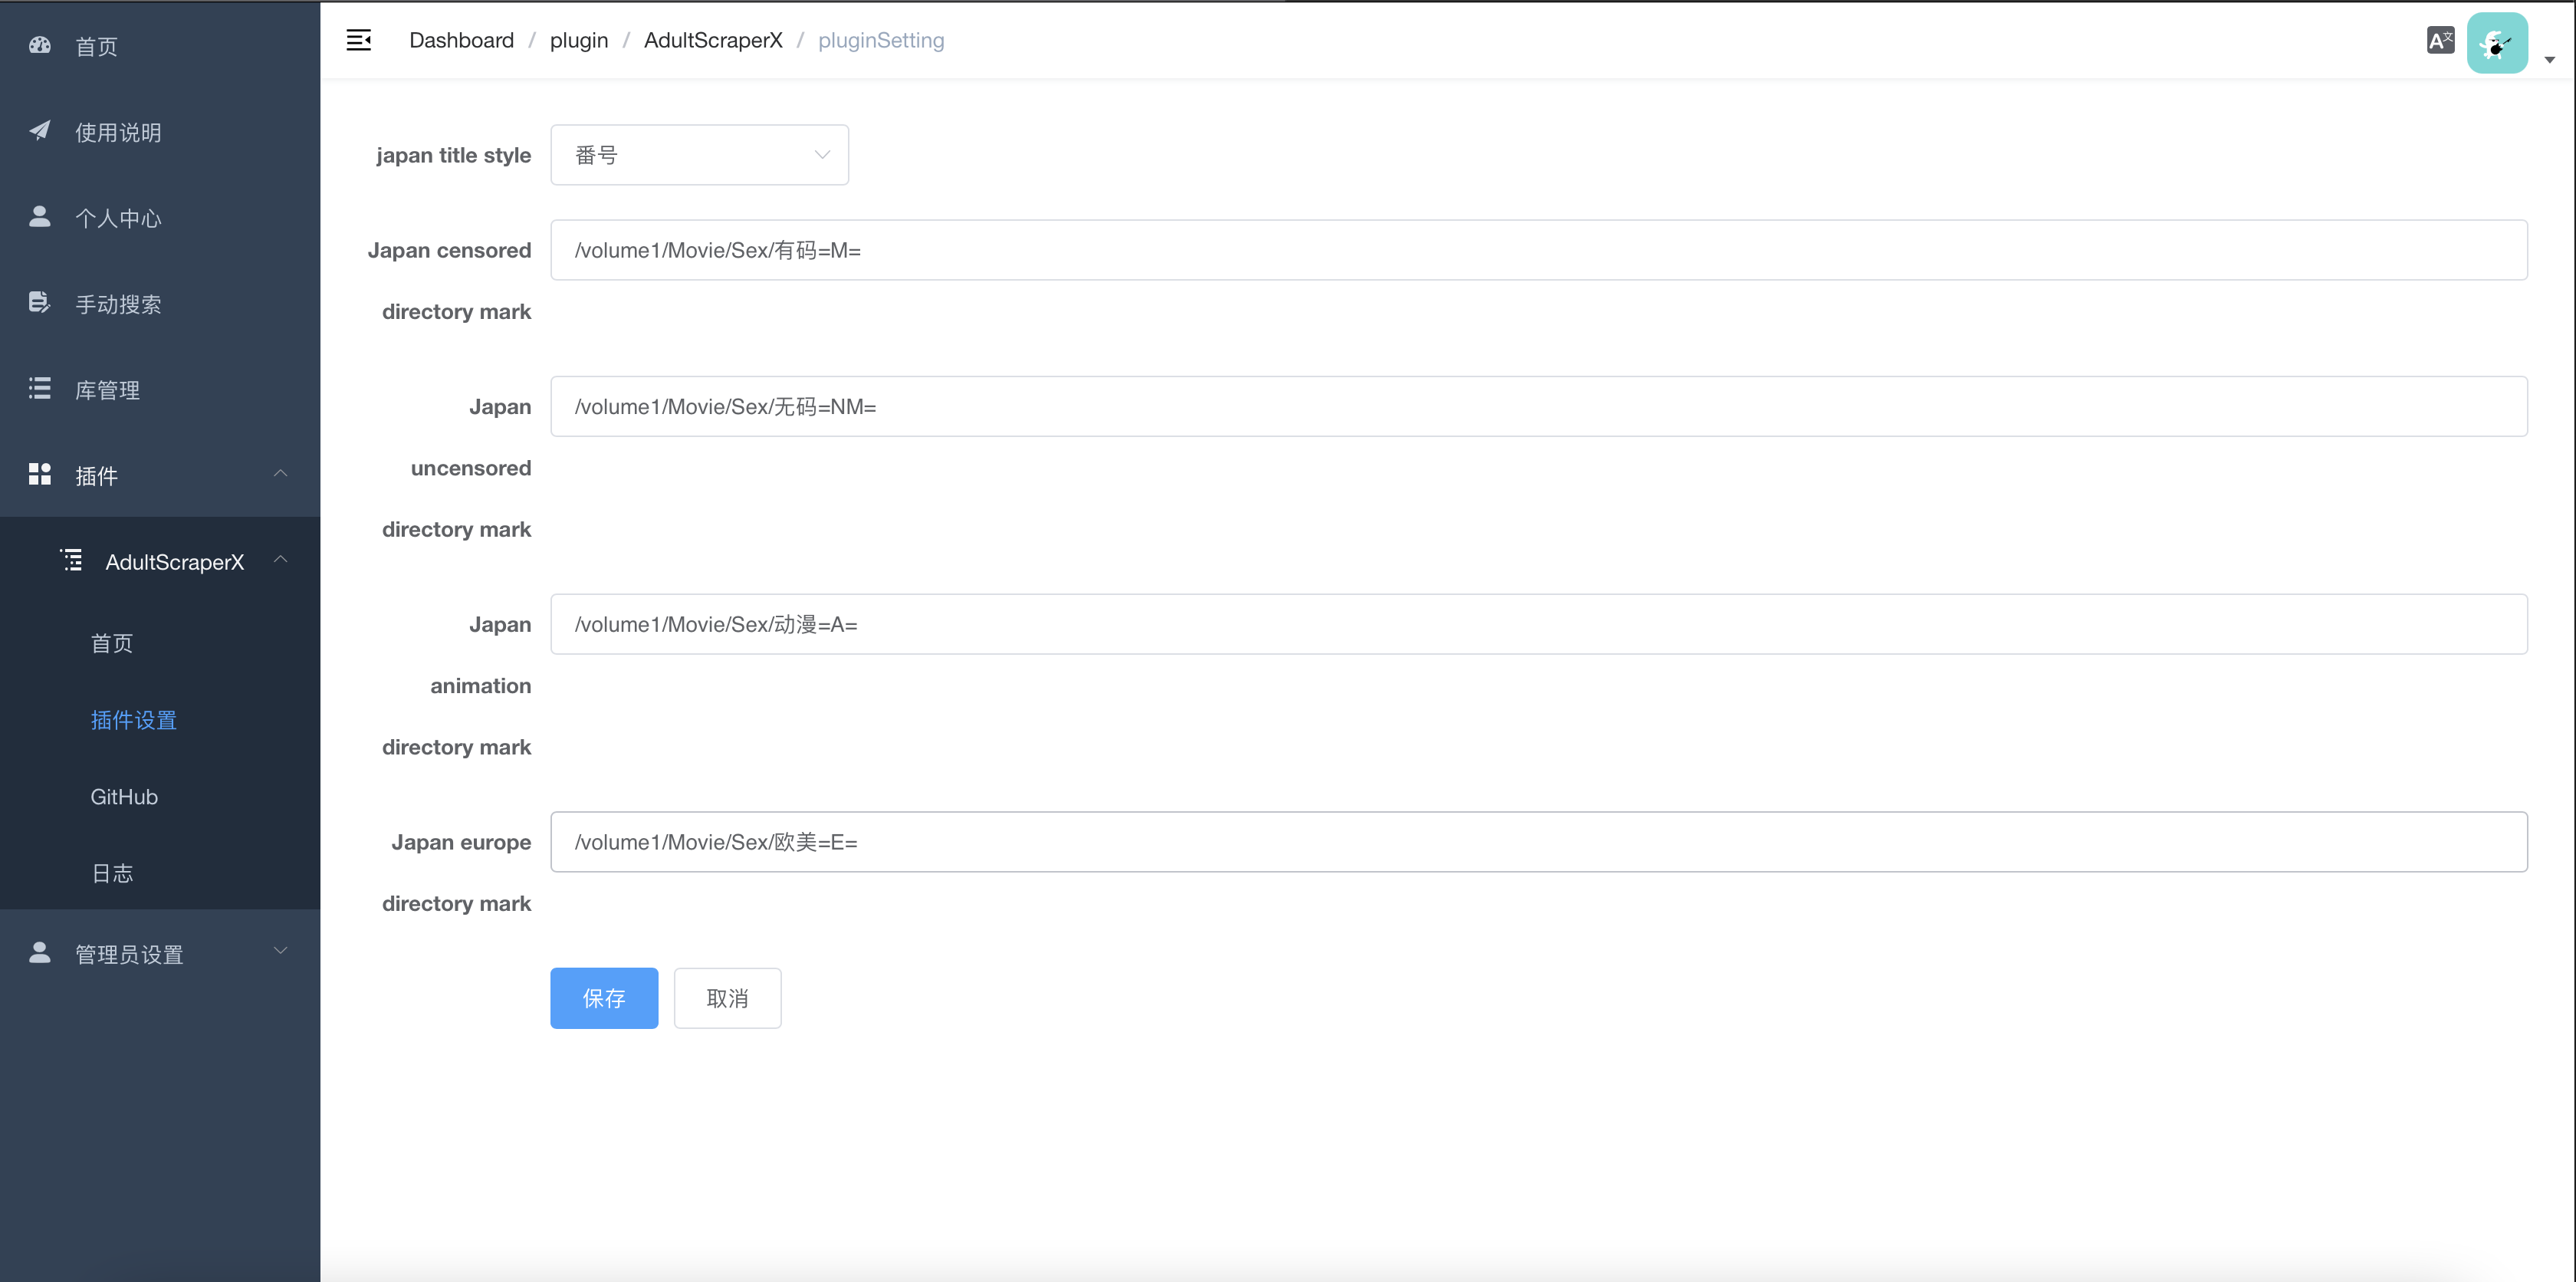 首页
使用说明
个人中心
手动搜索
库管理
插件
AdultScraperX
首页
插件设置
GitHub
日志
管理员设置
Dashboard / plugin / AdultScraperX / pluginSetting
A文
japan title style 番号
Japan censored directory mark /volume1/Movie/Sex/有码=M=
Japan uncensored directory mark /volume1/Movie/Sex/无码=NM=
Japan animation directory mark /volume1/Movie/Sex/动漫=A=
Japan europe directory mark /volume1/Movie/Sex/欧美=E=
保存 取消